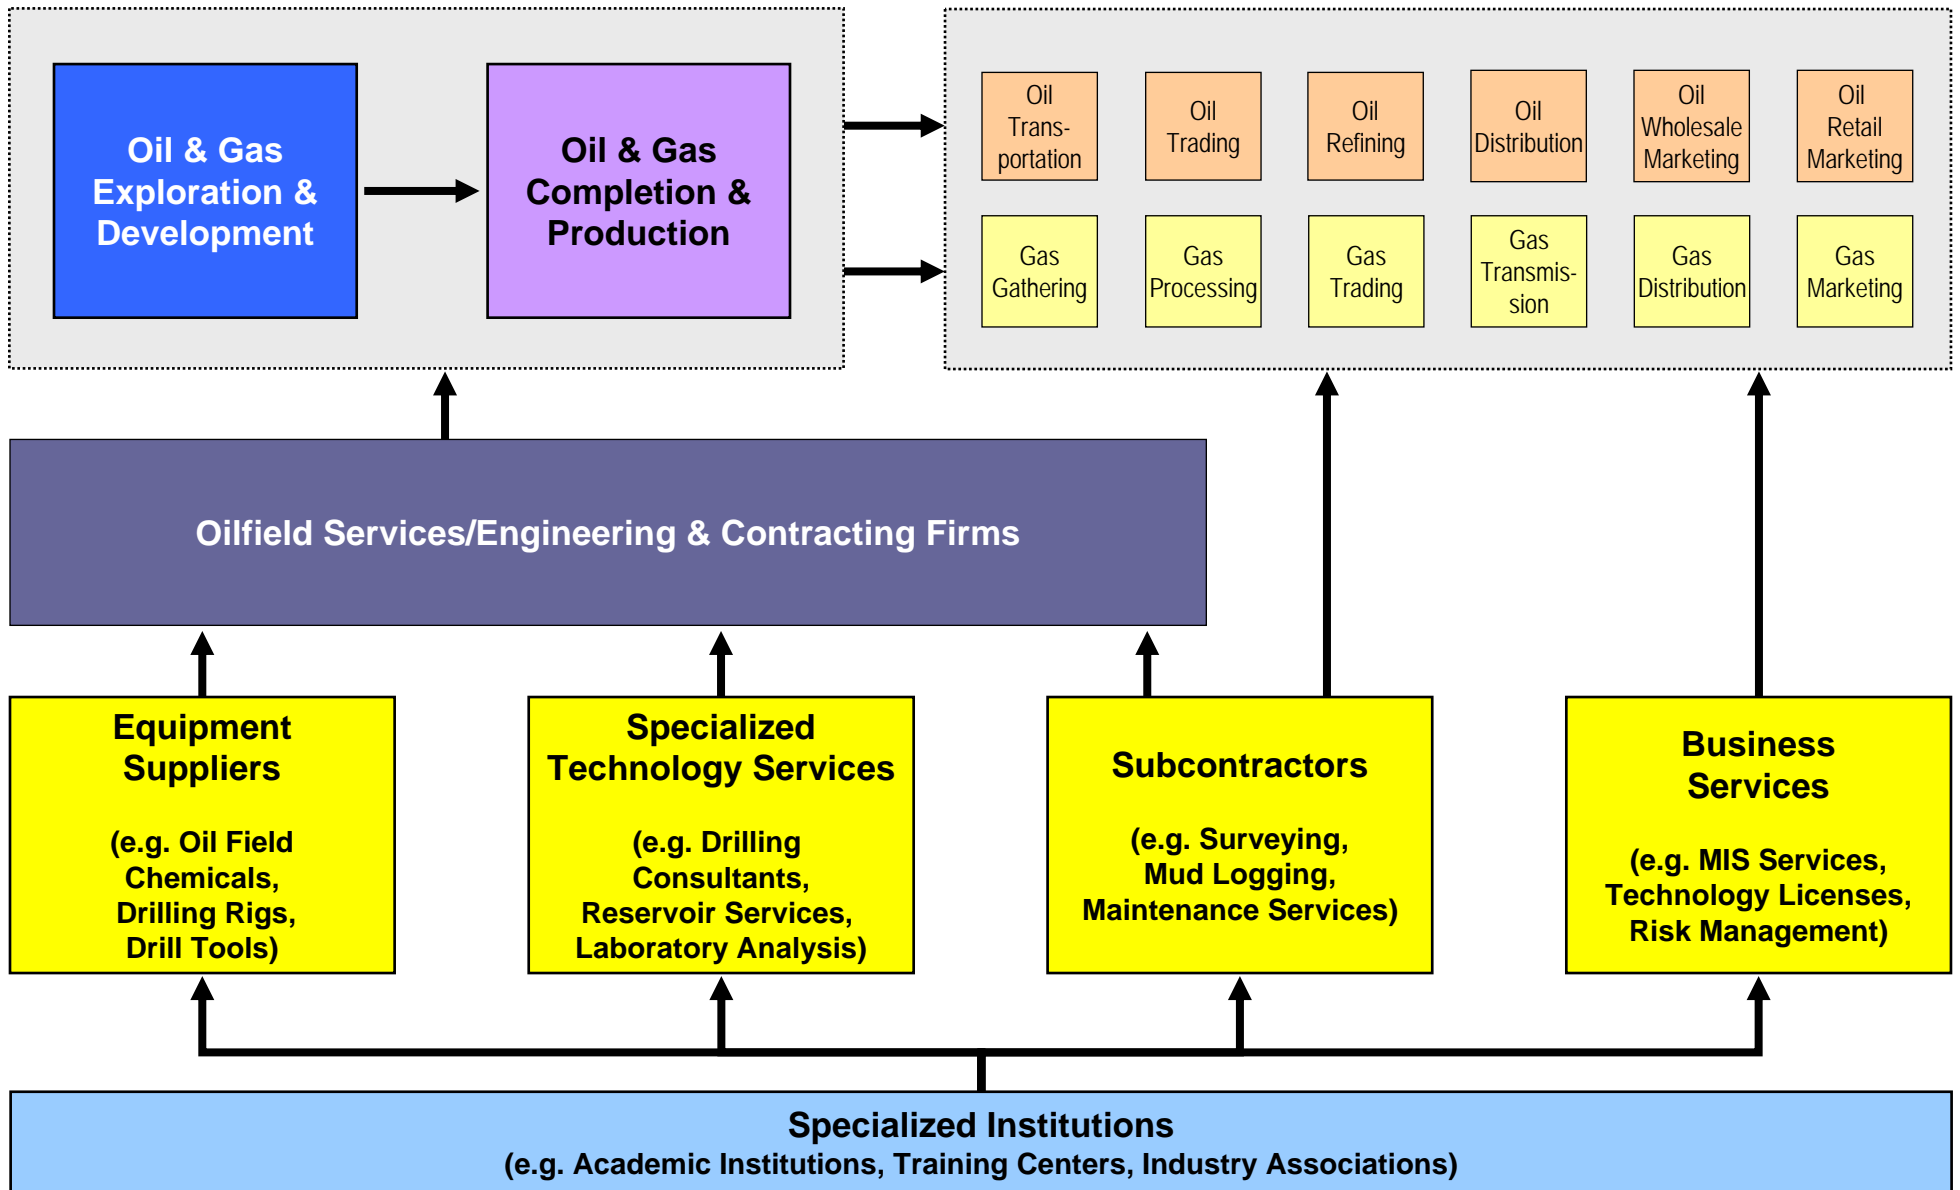 Oil & Gas
Exploration &
Development
Oil & Gas
Completion &
Production
Oil
Trans-
portation
Oil
Trading
Oil
Refining
Oil
Distribution
Oil
Wholesale
Marketing
Oil
Retail
Marketing
Gas
Gathering
Gas
Processing
Gas
Trading
Gas
Transmis-
sion
Gas
Distribution
Gas
Marketing
Oilfield Services/Engineering & Contracting Firms
Equipment
Suppliers
(e.g. Oil Field
Chemicals,
Drilling Rigs,
Drill Tools)
Specialized
Technology Services
(e.g. Drilling
Consultants,
Reservoir Services,
Laboratory Analysis)
Subcontractors
(e.g. Surveying,
Mud Logging,
Maintenance Services)
Business
Services
(e.g. MIS Services,
Technology Licenses,
Risk Management)
Specialized Institutions
(e.g. Academic Institutions, Training Centers, Industry Associations)